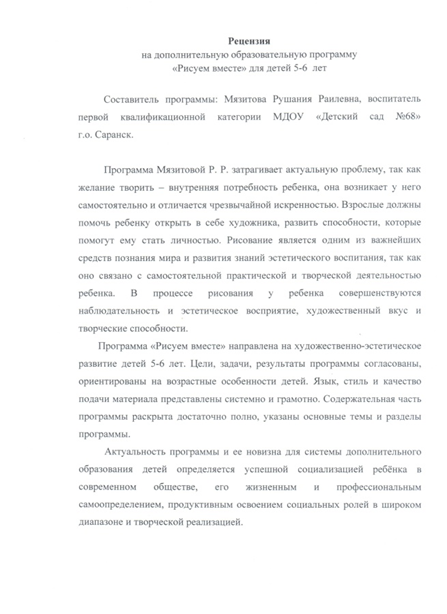 Рецензия
на дополнительную образовательную программу
«Рисуем вместе» для детей 5-6 лет
Составитель программы: Мязитова Рушания Раилевна, воспитатель
первой квалификационной категории МДОУ «Детский сад №68»
г.о. Саранск.
Программа Мязитовой Р. Р. затрагивает актуальную проблему, так как
желание творить – внутренняя потребность ребенка, она возникает у него
самостоятельно и отличается чрезвычайной искренностью. Взрослые должны
помочь ребенку открыть в себе художника, развить способности, которые
помогут ему стать личностью. Рисование является одним из важнейших
средств познания мира и развития знаний эстетического воспитания, так как
оно связано с самостоятельной практической и творческой деятельностью
ребенка. В процессе рисования у ребенка совершенствуются
наблюдательность и эстетическое восприятие, художественный вкус и
творческие способности.
Программа «Рисуем вместе» направлена на художественно-эстетическое
развитие детей 5-6 лет. Цели, задачи, результаты программы согласованы,
ориентированы на возрастные особенности детей. Язык, стиль и качество
подачи материала представлены системно и грамотно. Содержательная часть
программы раскрыта достаточно полно, указаны основные темы и разделы
программы.
Актуальность программы и ее новизна для системы дополнительного
образования детей определяется успешной социализацией ребёнка в
современном обществе, его жизненным и профессиональным
самоопределением, продуктивным освоением социальных ролей в широком
диапазоне и творческой реализацией.